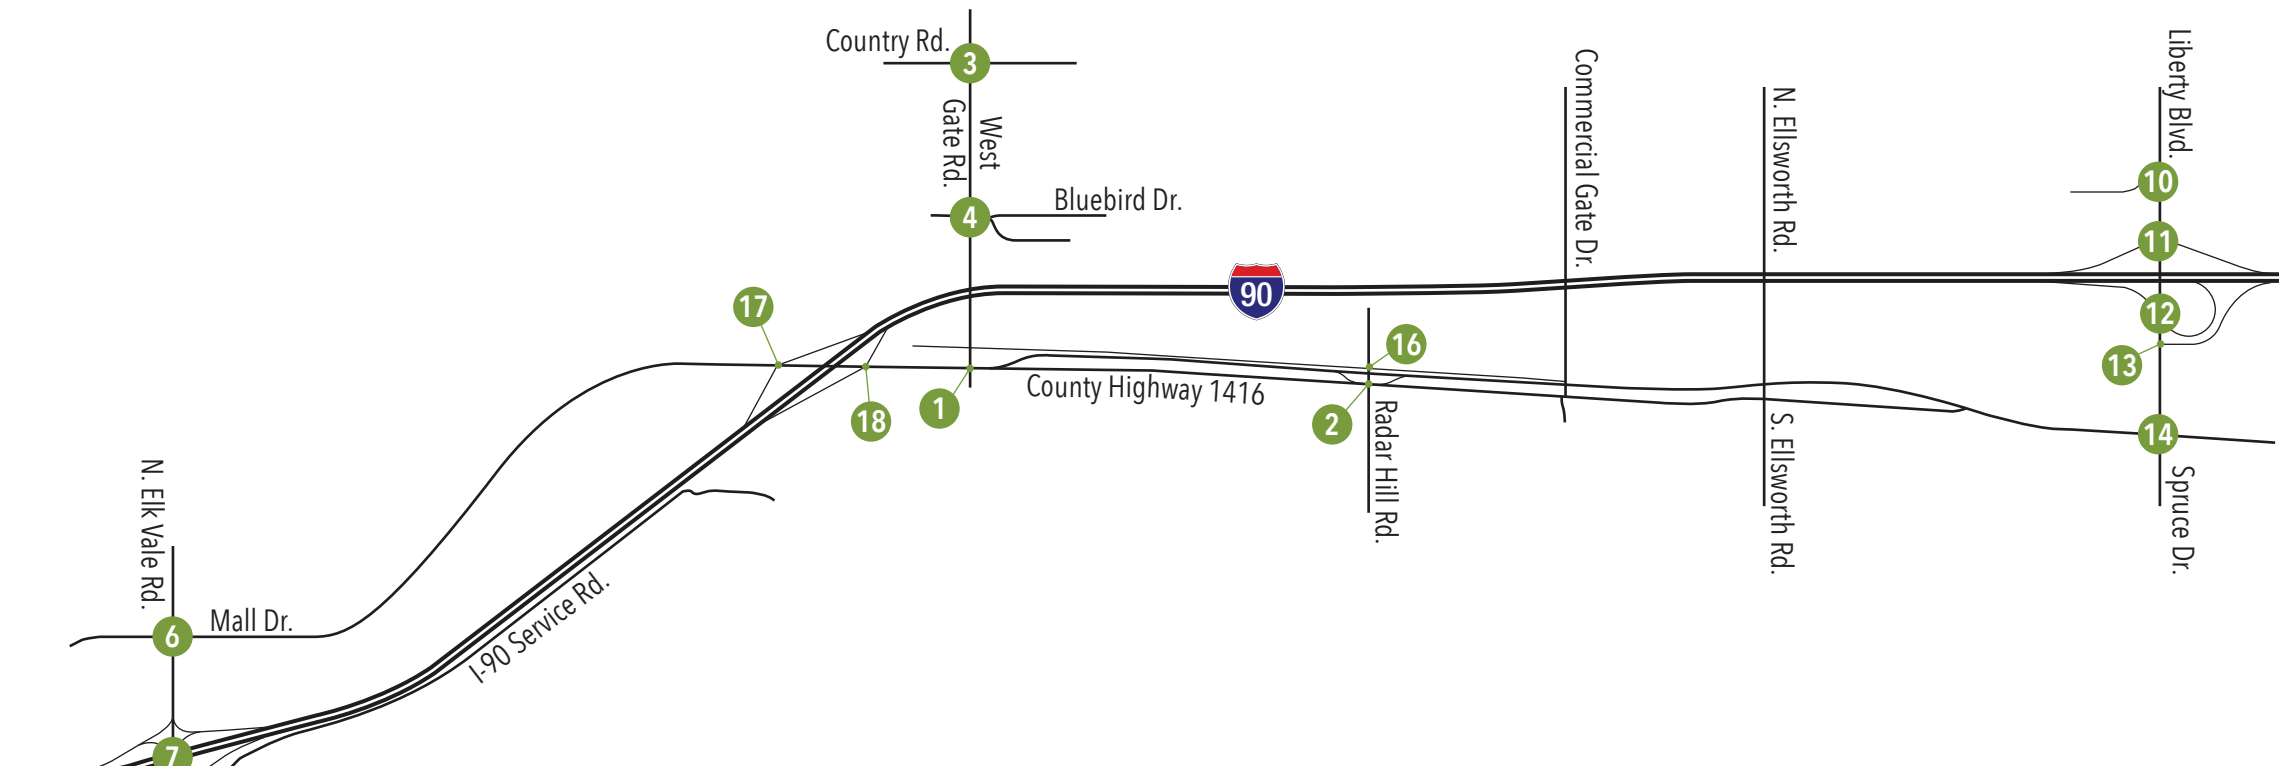 Country Rd.
3
West
Gate Rd.
4
Bluebird Dr.
Commercial Gate Dr.
N. Ellsworth Rd.
Liberty Blvd.
10
11
12
13
14
90
17
18
1
16
2
County Highway 1416
Radar Hill Rd.
S. Ellsworth Rd.
Spruce Dr.
N. Elk Vale Rd.
6
Mall Dr.
I-90 Service Rd.
7